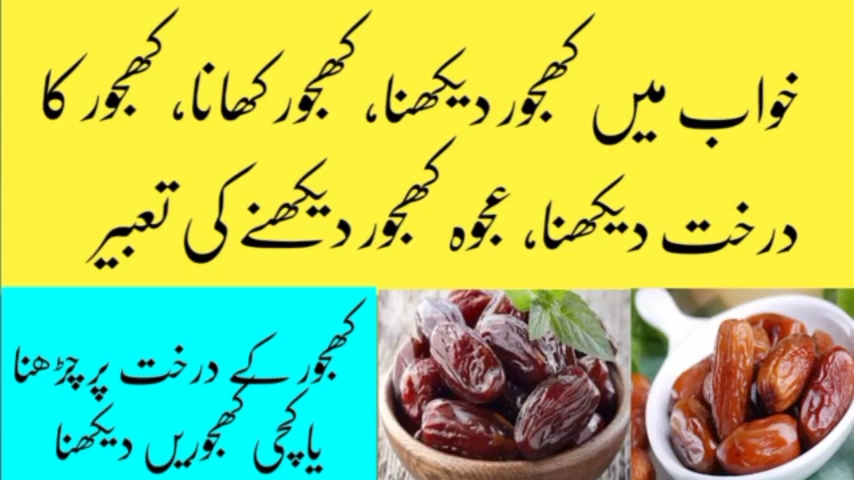 خواب میں کھجور دیکھنا، کھجور کھانا، کھجور کا
درخت دیکھنا، عجوہ کھجور دیکھنے کی تعبیر
کھجور کے درخت پر چڑھنا
یا کچی کھجوریں دیکھنا